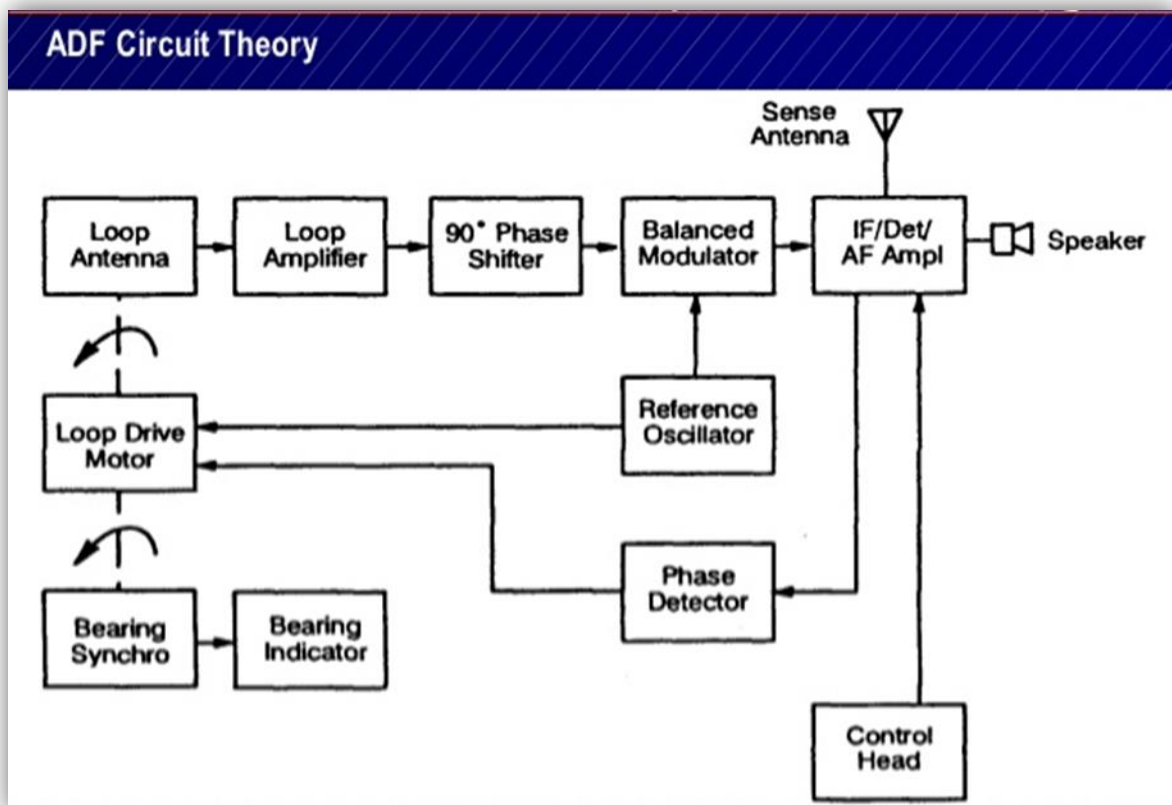 ADF Circuit Theory
Sense
Antenna
Loop
Antenna
Loop
Amplifier
90° Phase
Shifter
Balanced
Modulator
IF/Det/
AF Ampl
Speaker
Loop Drive
Motor
Reference
Oscillator
Phase
Detector
Bearing
Synchro
Bearing
Indicator
Control
Head